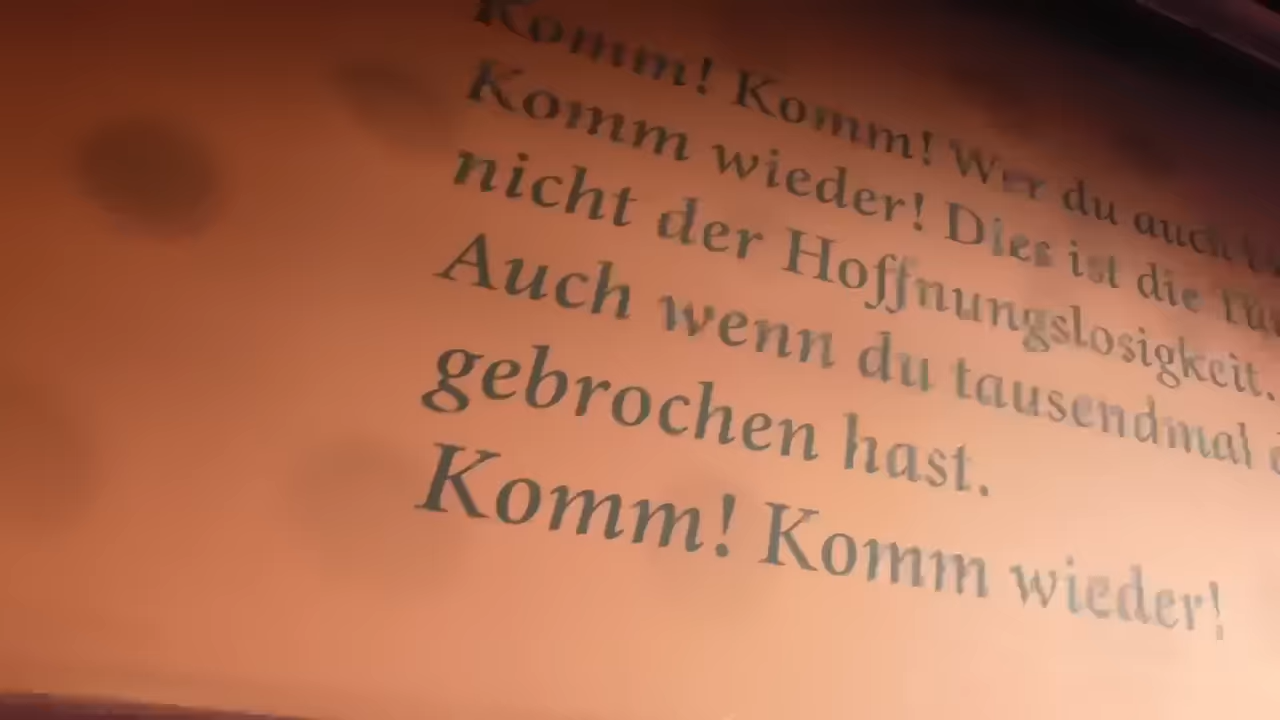 Komm! Komm! Wer du auch
Komm wieder! Dies ist die
nicht der Hoffnungslosigkeit.
Auch wenn du tausendmal
gebrochen hast.
Komm! Komm wieder!